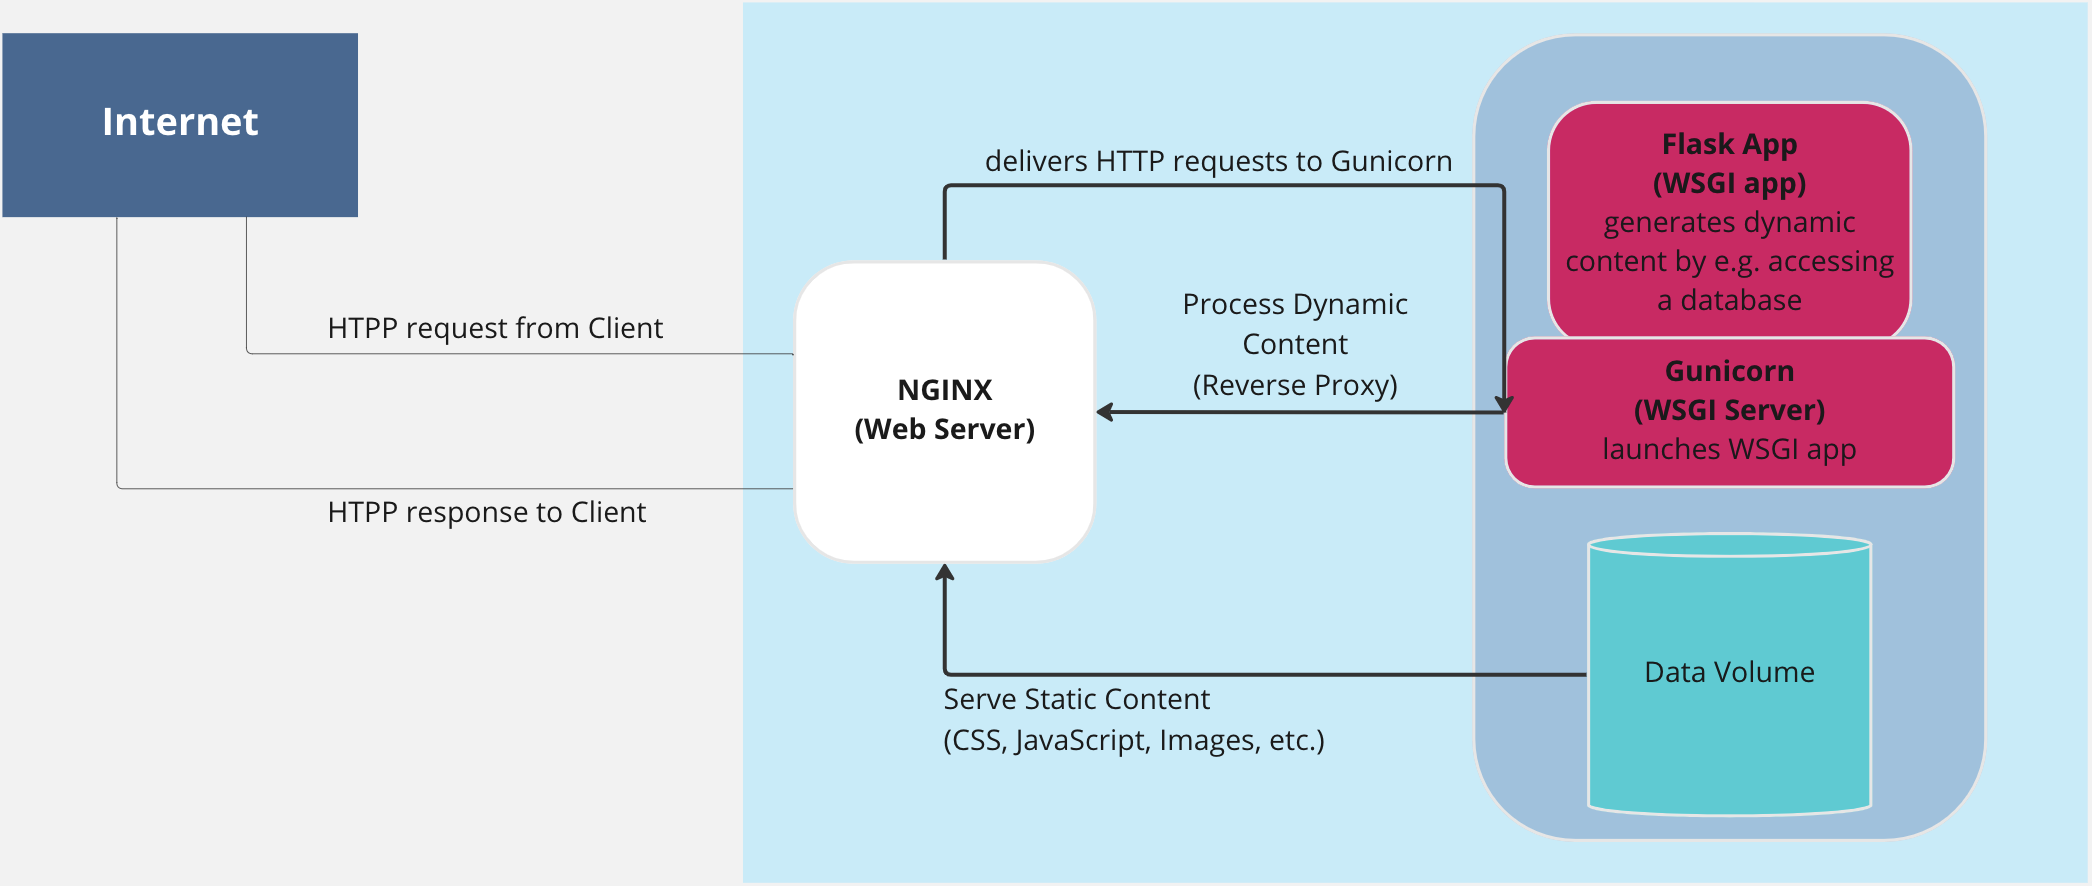 Internet
HTPP request from Client
HTPP response to Client
NGINX
(Web Server)
delivers HTTP requests to Gunicorn
Process Dynamic
Content
(Reverse Proxy)
Serve Static Content
(CSS, JavaScript, Images, etc.)
Flask App
(WSGI app)
generates dynamic
content by e.g. accessing
a database
Gunicorn
(WSGI Server)
launches WSGI app
Data Volume